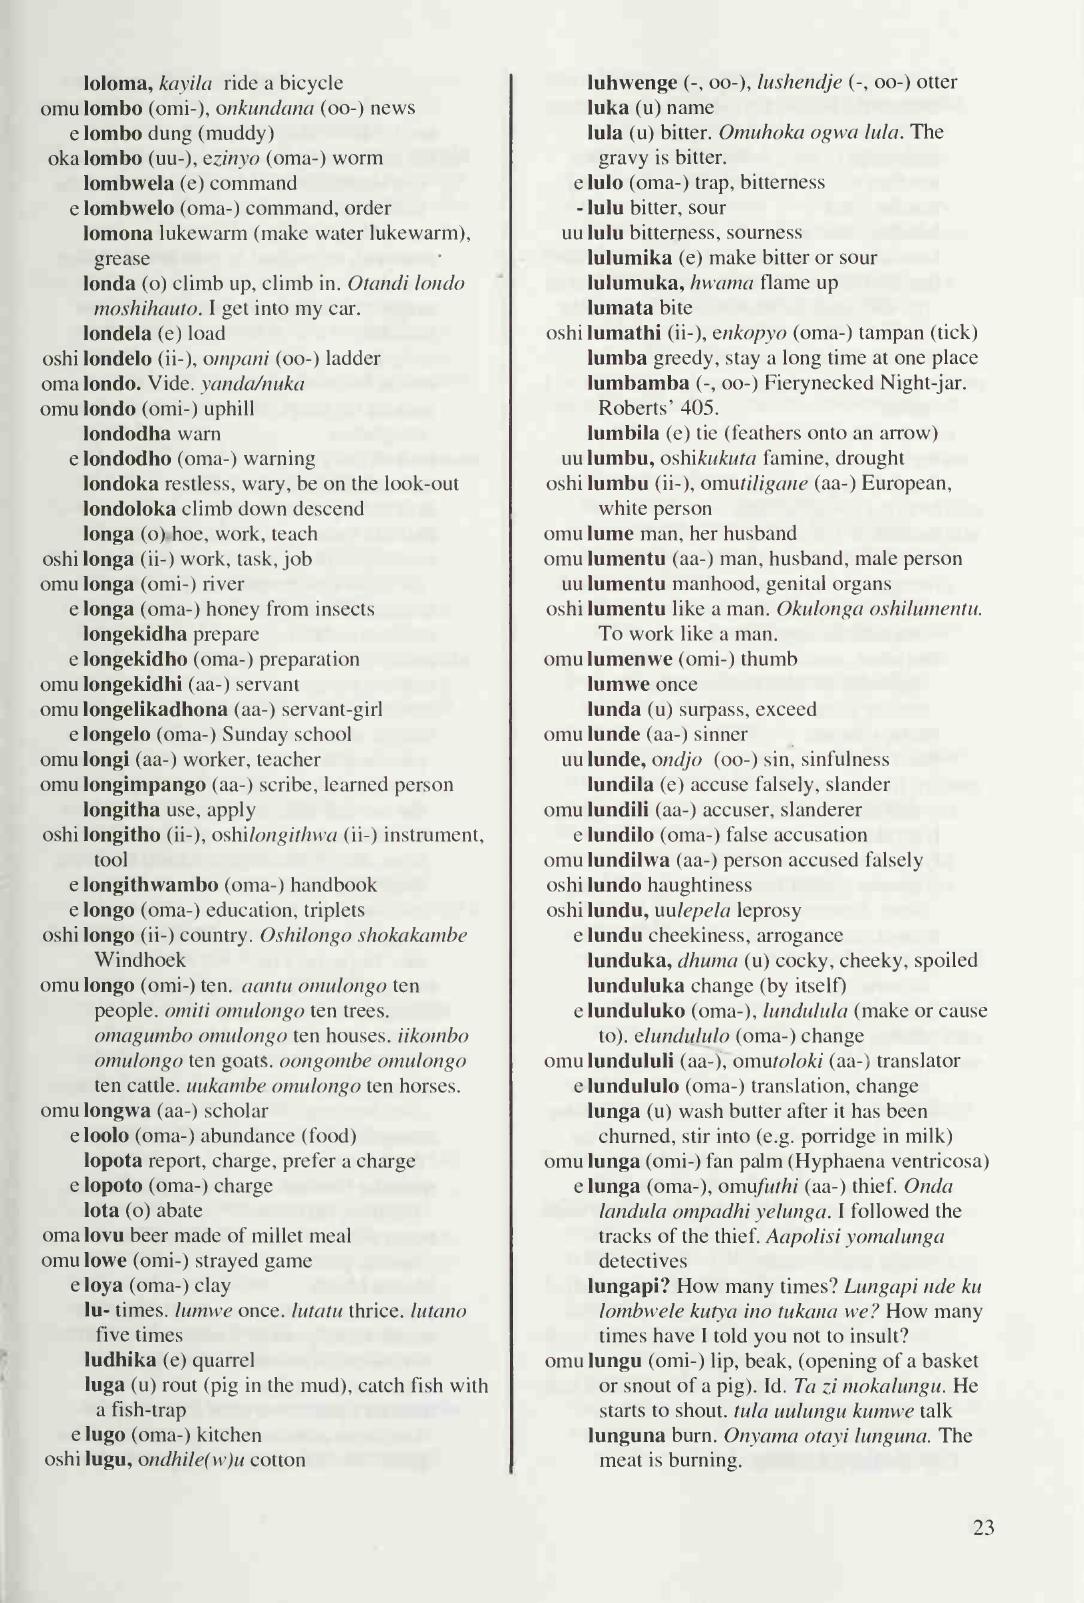 loloma, kayila ride a bicycle
omu lombo (omi-), onkundana (oo-) news
e lombo dung (muddy)
oka lombo (uu-), ezinyo (oma-) worm
lombwela (e) command
e lombwelo (oma-) command, order
lomona lukewarm (make water lukewarm),
grease
londa (o) climb up, climb in. Otandi londo
moshihauto. I get into my car.
londela (e) load
oshi londelo (ii-), ompani (oo-) ladder
oma londo. Vide. yanda/nuka
omu londo (omi-) uphill
londodha warn
e londodho (oma-) warning
londoka restless, wary, be on the look-out
londoloka climb down descend
longa (o) hoe, work, teach
oshi longa (ii-) work, task, job
omu longa (omi-) river
e longa (oma-) honey from insects
longekidha prepare
e longekidho (oma-) preparation
omu longekidhi (aa-) servant
omu longelikadhona (aa-) servant-girl
e longelo (oma-) Sunday school
omu longi (aa-) worker, teacher
omu longimpango (aa-) scribe, learned person
longitha use, apply
oshi longitho (ii-), oshilongithwa (ii-) instrument,
tool
e longithwambo (oma-) handbook
e longo (oma-) education, triplets
oshi longo (ii-) country. Oshilongo shokakambe
Windhoek
omu longo (omi-) ten. aantu omulongo ten
people. omiti omulongo ten trees.
omagumbo omulongo ten houses. iikombo
omulongo ten goats. oongombe omulongo
ten cattle. uukambe omulongo ten horses.
omu longwa (aa-) scholar
e loolo (oma-) abundance (food)
lopota report, charge, prefer a charge
e lopoto (oma-) charge
lota (o) abate
oma lovu beer made of millet meal
omu lowe (omi-) strayed game
e loya (oma-) clay
lu- times. lumwe once. lutatu thrice. lutano
five times
ludhika (e) quarrel
luga (u) rout (pig in the mud), catch fish with
a fish-trap
e lugo (oma-) kitchen
oshi lugu, ondhile(w)u cotton
luhwenge (-, oo-), lushendje (-, oo-) otter
luka (u) name
lula (u) bitter. Omuhoka ogwa lula. The
gravy is bitter.
e lulo (oma-) trap, bitterness
- lulu bitter, sour
uu lulu bitterness, sourness
lulumika (e) make bitter or sour
lulumuka, hwama flame up
lumata bite
oshi lumathi (ii-), enkopyo (oma-) tampan (tick)
lumba greedy, stay a long time at one place
lumbamba (-, oo-) Fierynecked Night-jar.
Roberts' 405.
lumbila (e) tie (feathers onto an arrow)
uu lumbu, oshikukuta famine, drought
oshi lumbu (ii-), omutiligane (aa-) European,
white person
omu lume man, her husband
omu lumentu (aa-) man, husband, male person
uu lumentu manhood, genital organs
oshi lumentu like a man. Okulonga oshilumentu.
To work like a man.
omu lumenwe (omi-) thumb
lumwe once
lunda (u) surpass, exceed
omu lunde (aa-) sinner
uu lunde, ondjo (oo-) sin, sinfulness
lundila (e) accuse falsely, slander
omu lundili (aa-) accuser, slanderer
e lundilo (oma-) false accusation
omu lundilwa (aa-) person accused falsely
oshi lundo haughtiness
oshi lundu, uulepela leprosy
e lundu cheekiness, arrogance
lunduka, dhuma (u) cocky, cheeky, spoiled
lunduluka change (by itself)
e lunduluko (oma-), lundulula (make or cause
to). elundululo (oma-) change
omu lundululi (aa-), omutoloki (aa-) translator
e lundululo (oma-) translation, change
lunga (u) wash butter after it has been
churned, stir into (e.g. porridge in milk)
omu lunga (omi-) fan palm (Hyphaena ventricosa)
e lunga (oma-), omufuthi (aa-) thief. Onda
landula ompadhi yelunga. I followed the
tracks of the thief. Aapolisi yomalunga
detectives
lungapi? How many times? Lungapi nde ku
lombwele kutya ino tukana we? How many
times have I told you not to insult?
omu lungu (omi-) lip, beak, (opening of a basket
or snout of a pig). Id. Ta zi mokalungu. He
starts to shout. tula uulungu kumwe talk
lunguna burn. Onyama otayi lunguna. The
meat is burning.
23